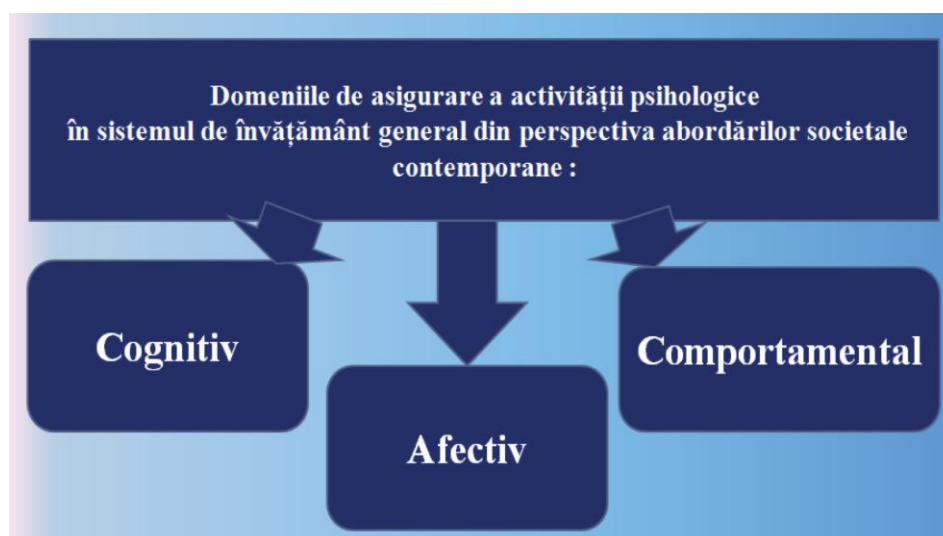 Domeniile de asigurare a activității psihologice
în sistemul de învățământ general din perspectiva abordărilor societale
contemporane :
Cognitiv
Afectiv
Comportamental